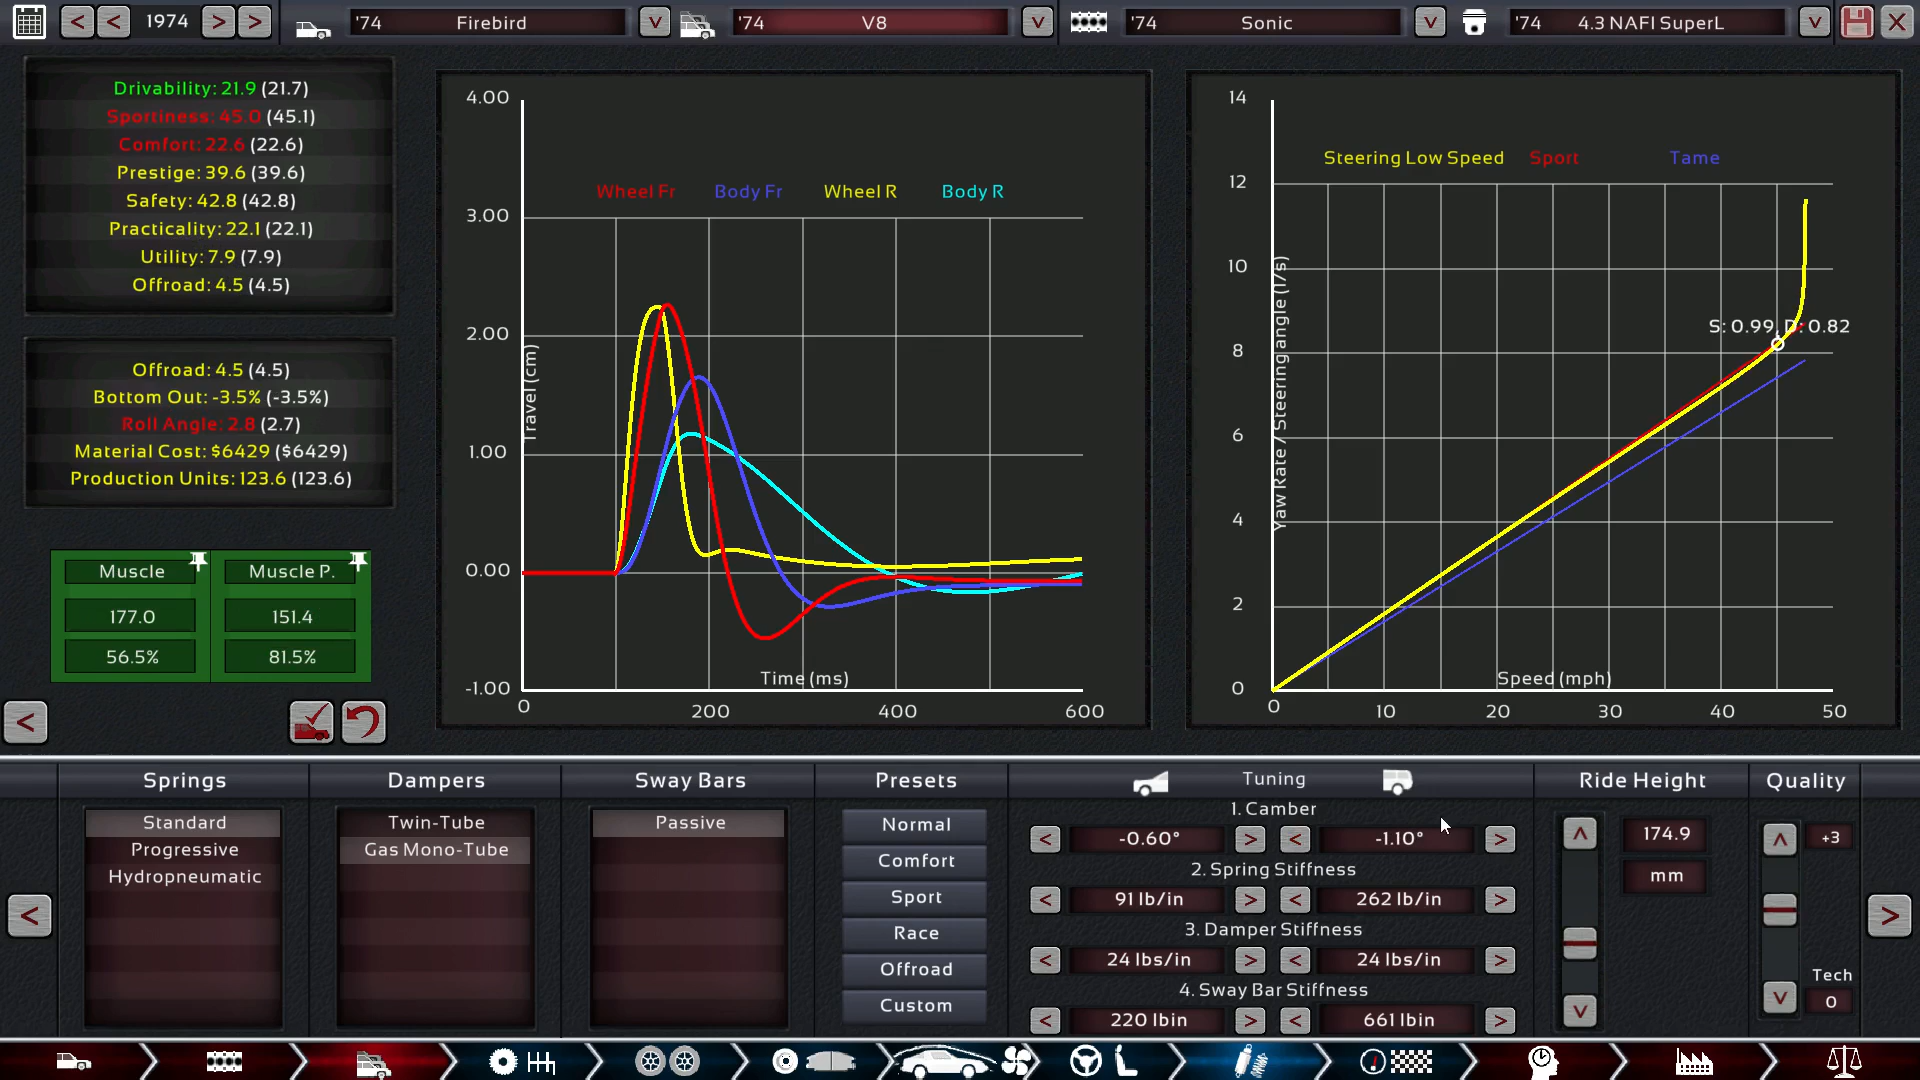 1974
'74 Firebird
'74 V8
'74 Sonic
'74 4.3 NAFI SuperL
Drivability: 21.9 (21.7)
Sportiness: 45.0 (45.1)
Comfort: 22.6 (22.6)
Prestige: 39.6 (39.6)
Safety: 42.8 (42.8)
Practicality: 22.1 (22.1)
Utility: 7.9 (7.9)
Offroad: 4.5 (4.5)
Offroad: 4.5 (4.5)
Bottom Out: -3.5% (-3.5%)
Roll Angle: 2.8 (2.7)
Material Cost: $6429 ($6429)
Production Units: 123.6 (123.6)
Muscle
177.0
56.5%
Muscle P.
151.4
81.5%
4.00
3.00
2.00
1.00
0.00
-1.00
Wheel Fr Body Fr Wheel R Body R
Travel (cm)
Time (ms)
0 200 400 600
14
12
10
8
6
4
2
0
Steering Low Speed Sport Tame
S: 0.99, D: 0.82
Yaw Rate / Steering angle (1/s)
Speed (mph)
0 10 20 30 40 50
Springs
Standard
Progressive
Hydropneumatic
Dampers
Twin-Tube
Gas Mono-Tube
Sway Bars
Passive
Presets
Normal
Comfort
Sport
Race
Offroad
Custom
Tuning
1. Camber
-0.60° -1.10°
2. Spring Stiffness
91 lb/in 262 lb/in
3. Damper Stiffness
24 lbs/in 24 lbs/in
4. Sway Bar Stiffness
220 lbin 661 lbin
Ride Height
174.9
mm
Quality
+3
Tech
0